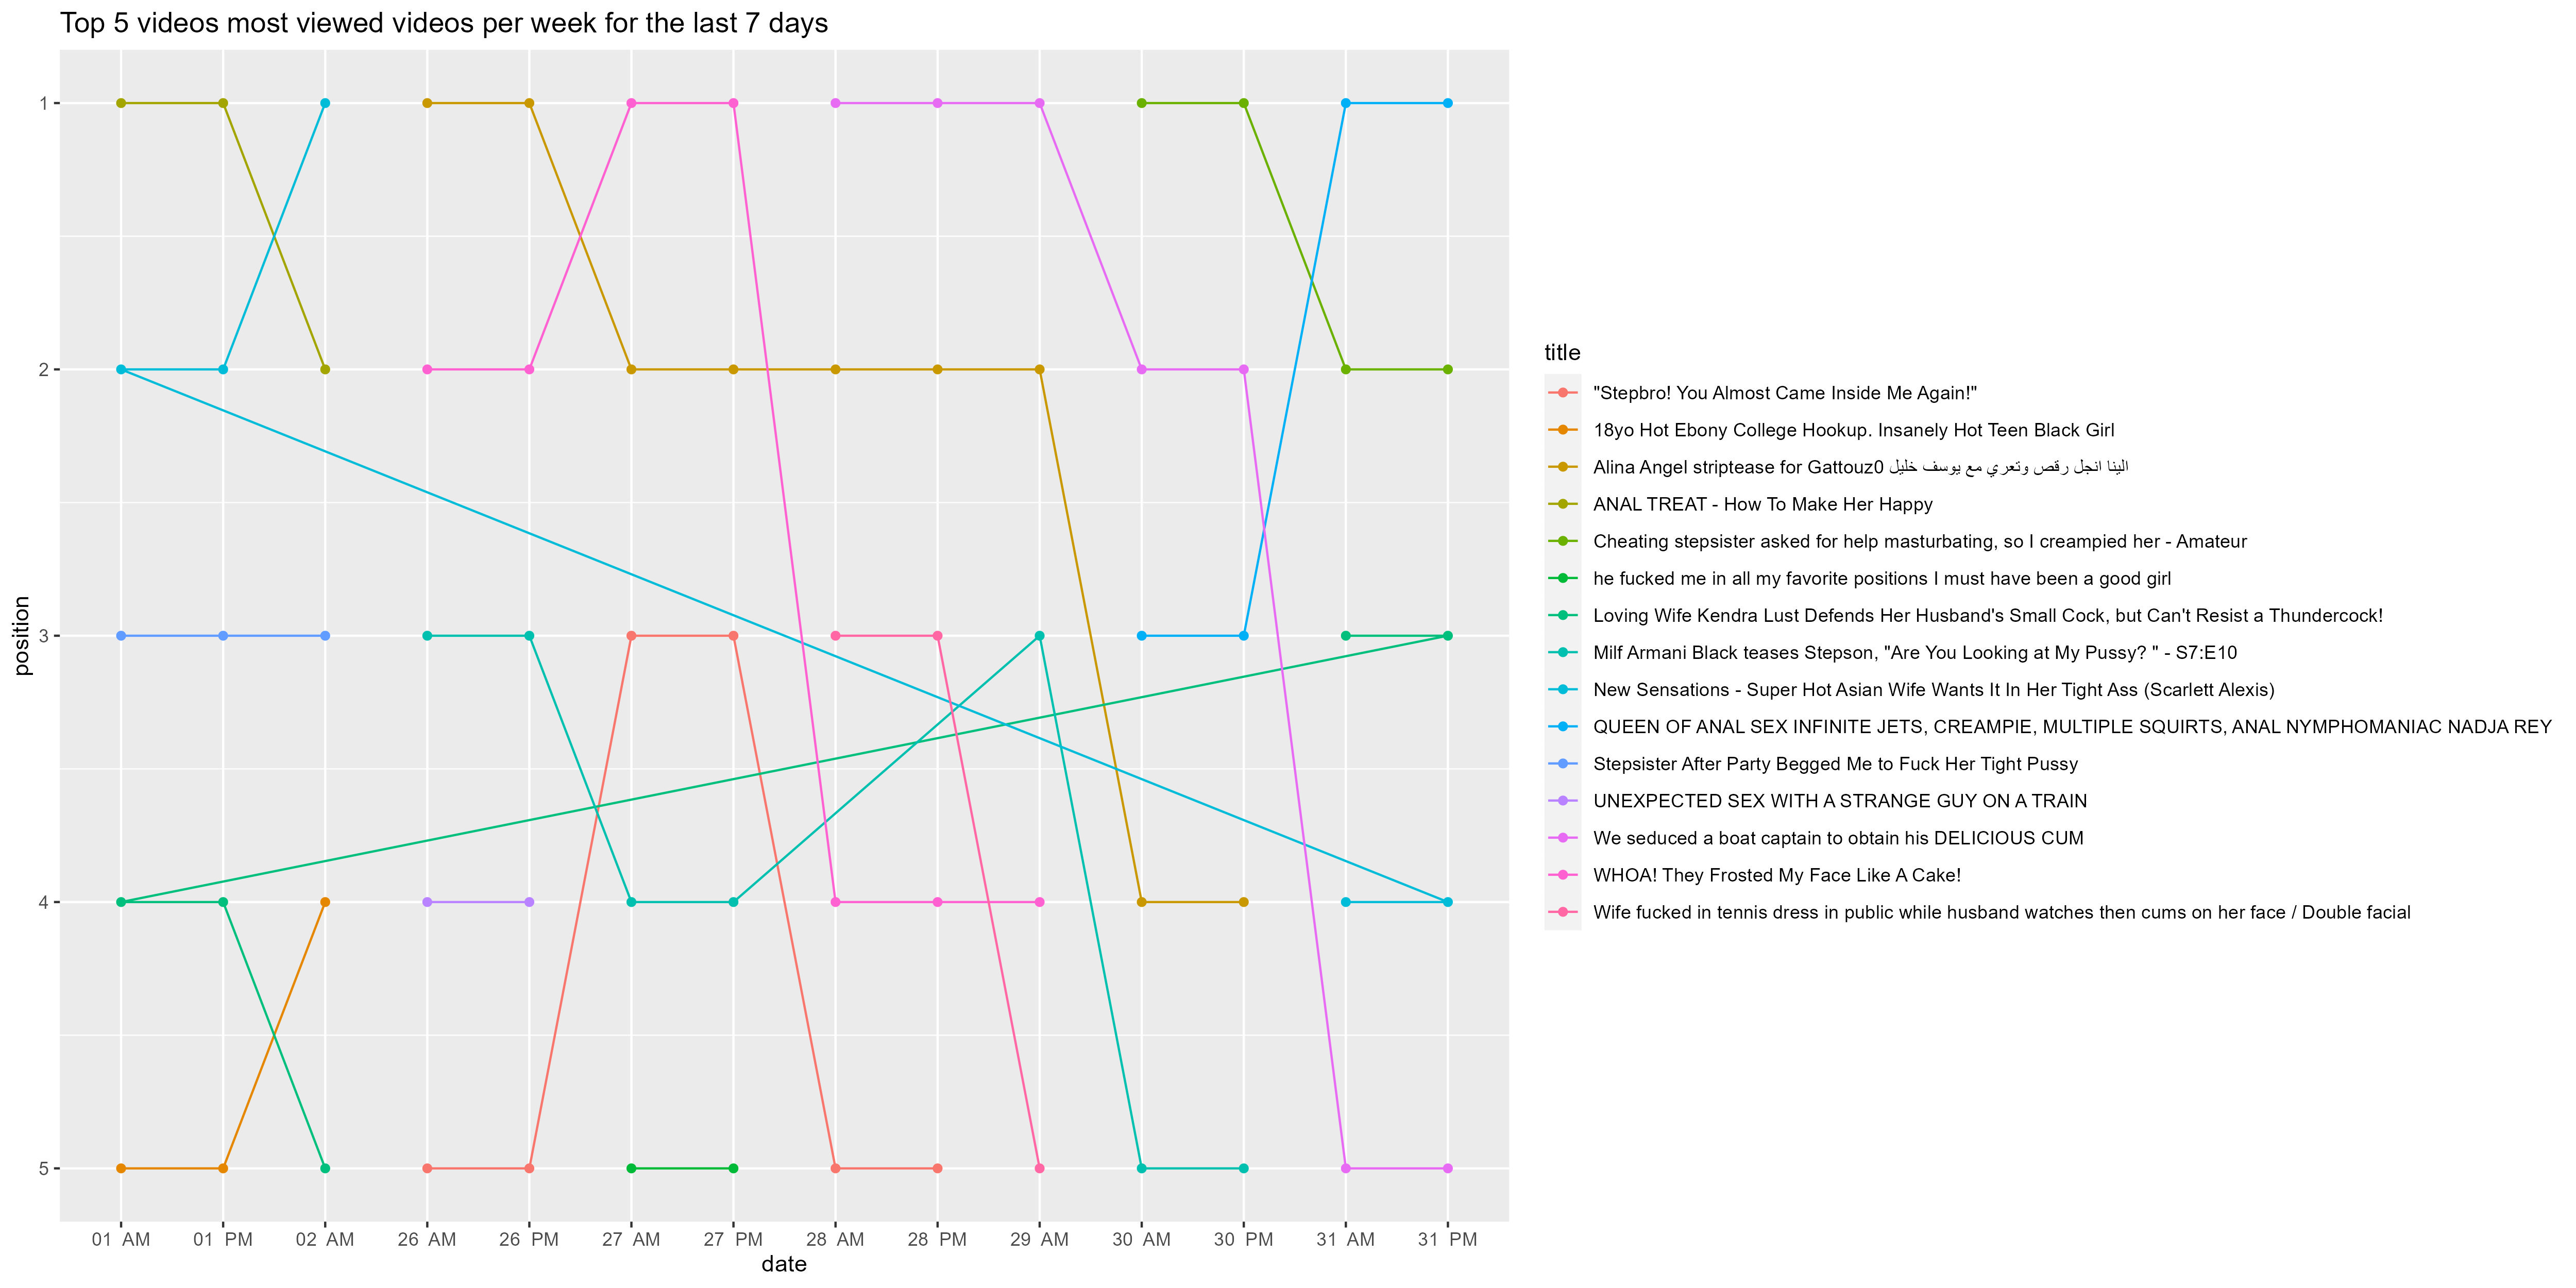 Top 5 videos most viewed videos per week for the last 7 days
1
2
3
4
5
position
01 AM 01 PM 02 AM 26 AM 26 PM 27 AM 27 PM 28 AM 28 PM 29 AM 30 AM 30 PM 31 AM 31 PM
date
title
"Stepbro! You Almost Came Inside Me Again!"
18yo Hot Ebony College Hookup. Insanely Hot Teen Black Girl
Alina Angel striptease for Gattouz0 الينا انجل رقص وتعري مع يوسف خليل
ANAL TREAT - How To Make Her Happy
Cheating stepsister asked for help masturbating, so I creampied her - Amateur
he fucked me in all my favorite positions I must have been a good girl
Loving Wife Kendra Lust Defends Her Husband's Small Cock, but Can't Resist a Thundercock!
Milf Armani Black teases Stepson, "Are You Looking at My Pussy? " - S7:E10
New Sensations - Super Hot Asian Wife Wants It In Her Tight Ass (Scarlett Alexis)
QUEEN OF ANAL SEX INFINITE JETS, CREAMPIE, MULTIPLE SQUIRTS, ANAL NYMPHOMANIAC NADJA REY
Stepsister After Party Begged Me to Fuck Her Tight Pussy
UNEXPECTED SEX WITH A STRANGE GUY ON A TRAIN
We seduced a boat captain to obtain his DELICIOUS CUM
WHOA! They Frosted My Face Like A Cake!
Wife fucked in tennis dress in public while husband watches then cums on her face / Double facial